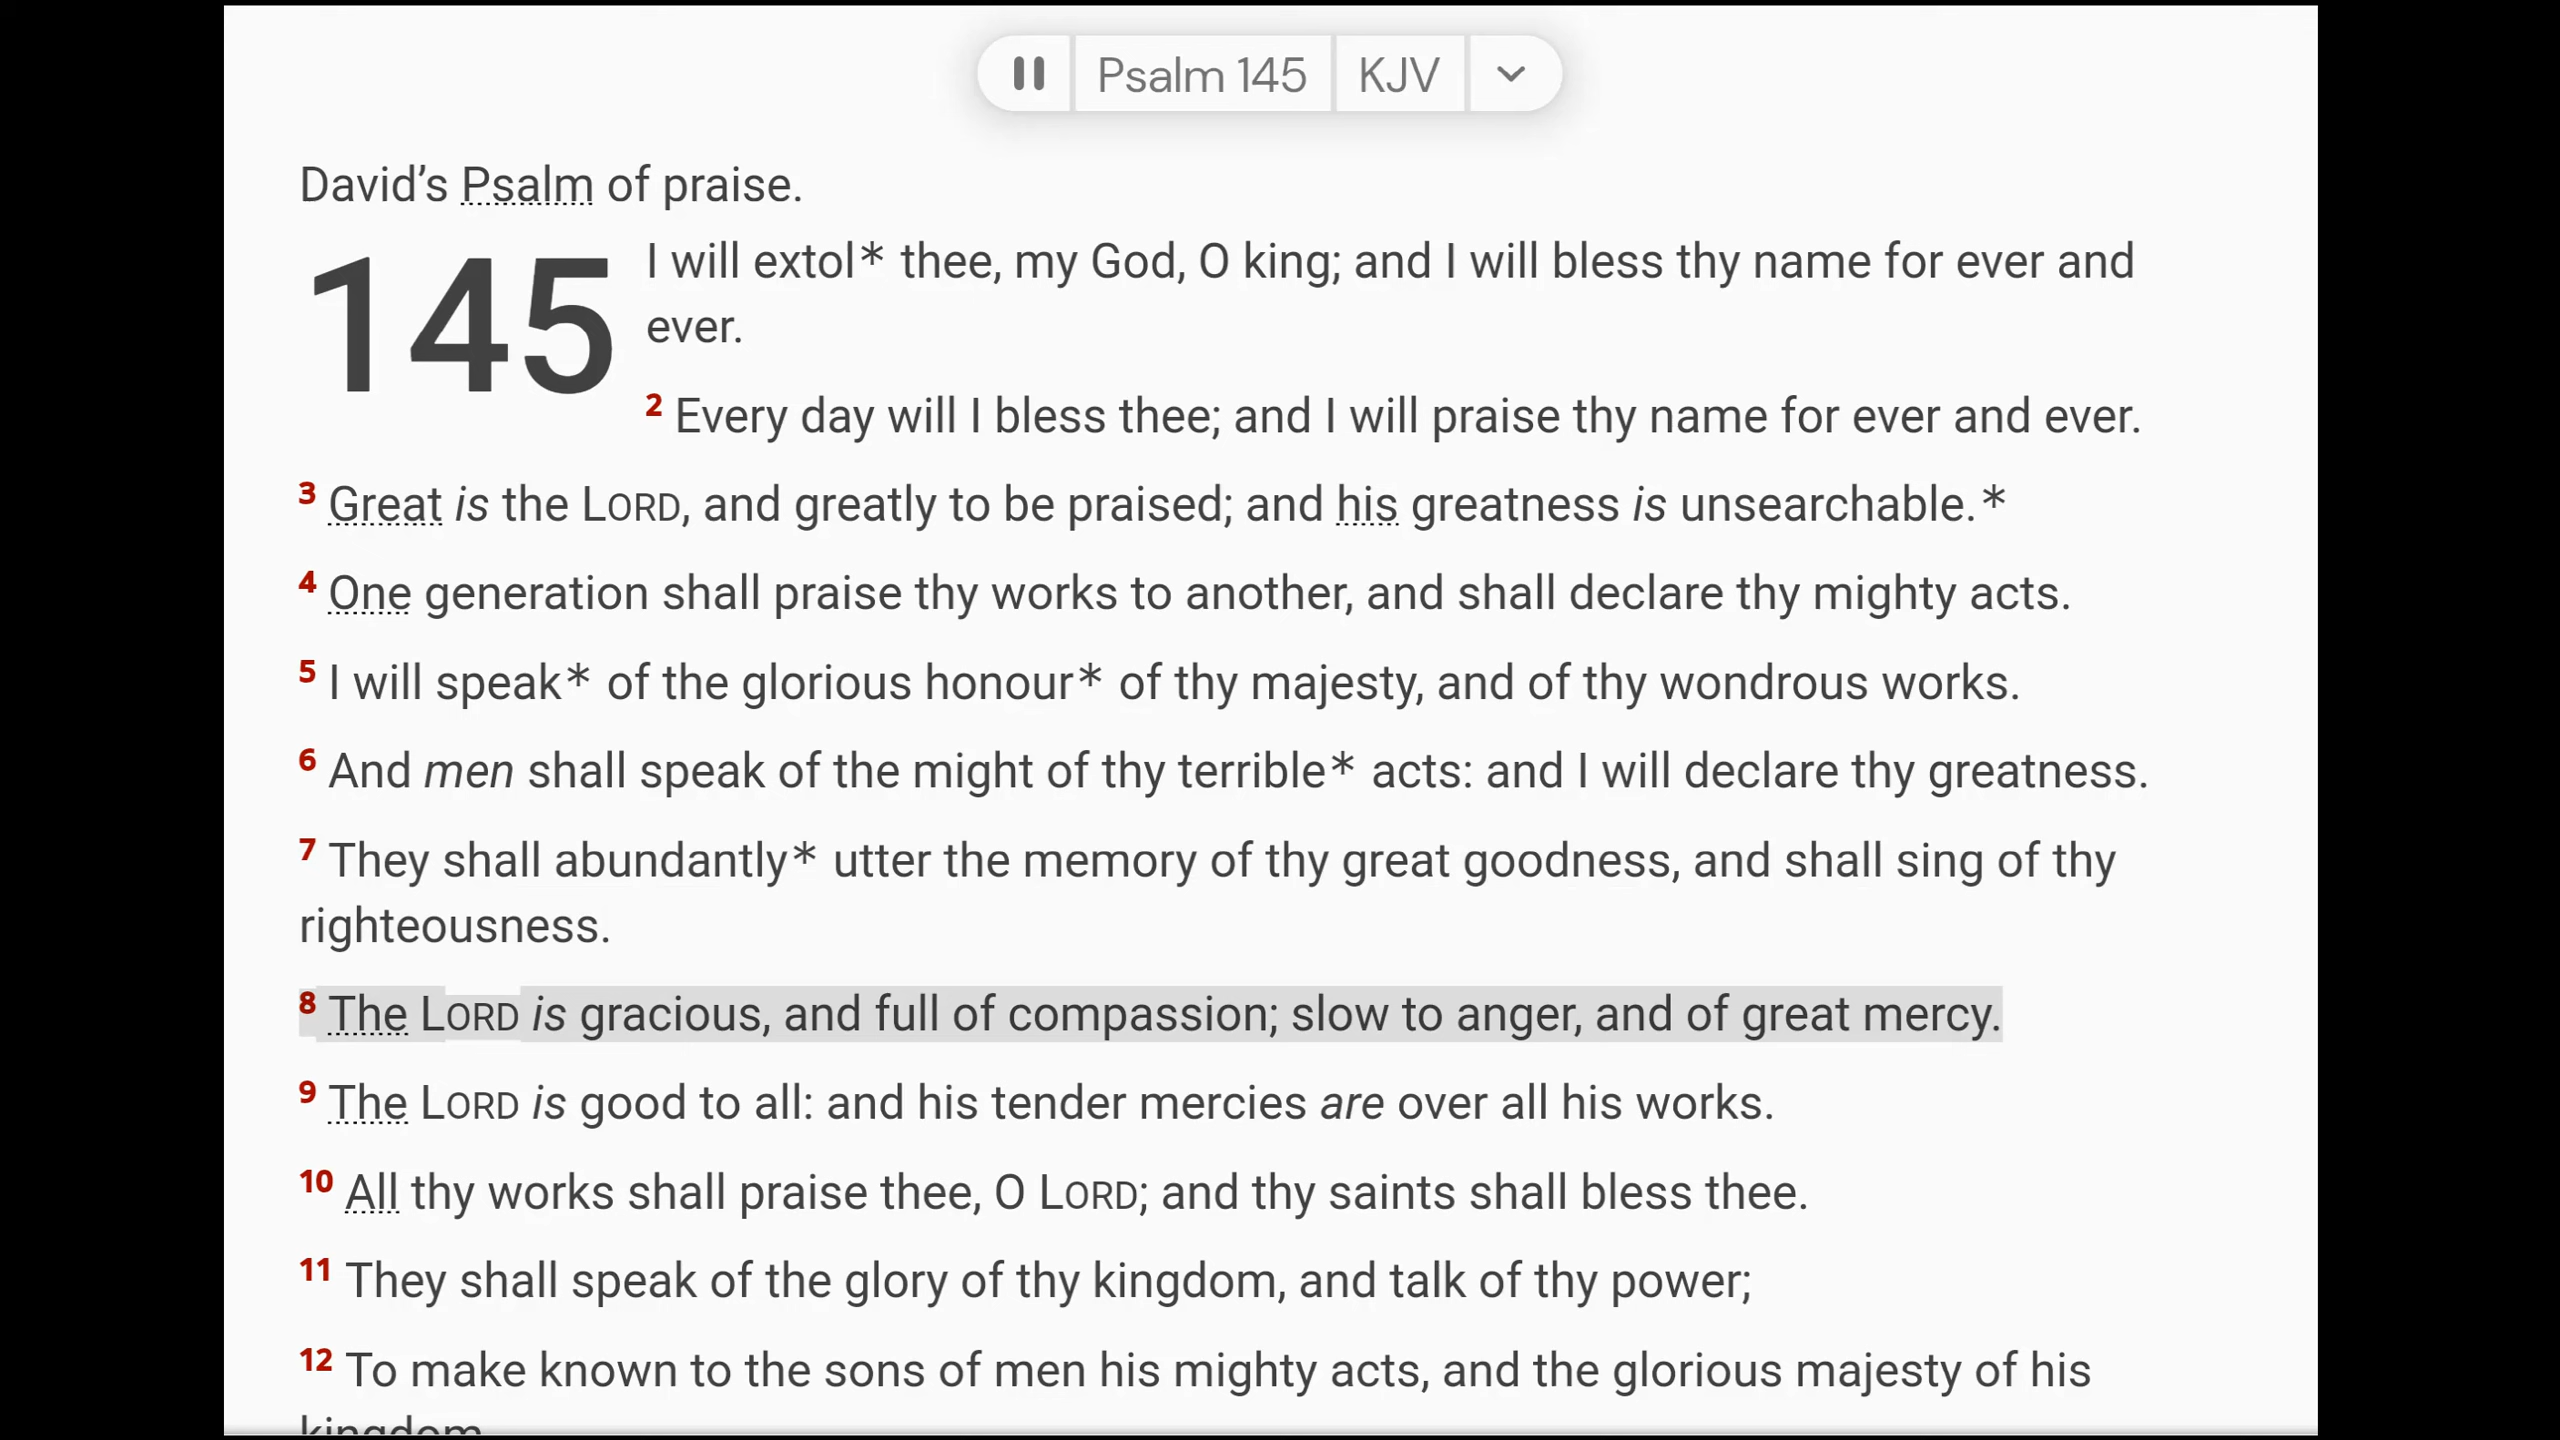 Psalm 145 KJV
David’s Psalm of praise.
145 I will extol* thee, my God, O king; and I will bless thy name for ever and
ever.
2 Every day will I bless thee; and I will praise thy name for ever and ever.
3 Great is the LORD, and greatly to be praised; and his greatness is unsearchable.*
4 One generation shall praise thy works to another, and shall declare thy mighty acts.
5 I will speak* of the glorious honour* of thy majesty, and of thy wondrous works.
6 And men shall speak of the might of thy terrible* acts: and I will declare thy greatness.
7 They shall abundantly* utter the memory of thy great goodness, and shall sing of thy
righteousness.
8 The LORD is gracious, and full of compassion; slow to anger, and of great mercy.
9 The LORD is good to all: and his tender mercies are over all his works.
10 All thy works shall praise thee, O LORD; and thy saints shall bless thee.
11 They shall speak of the glory of thy kingdom, and talk of thy power;
12 To make known to the sons of men his mighty acts, and the glorious majesty of his
kingdom